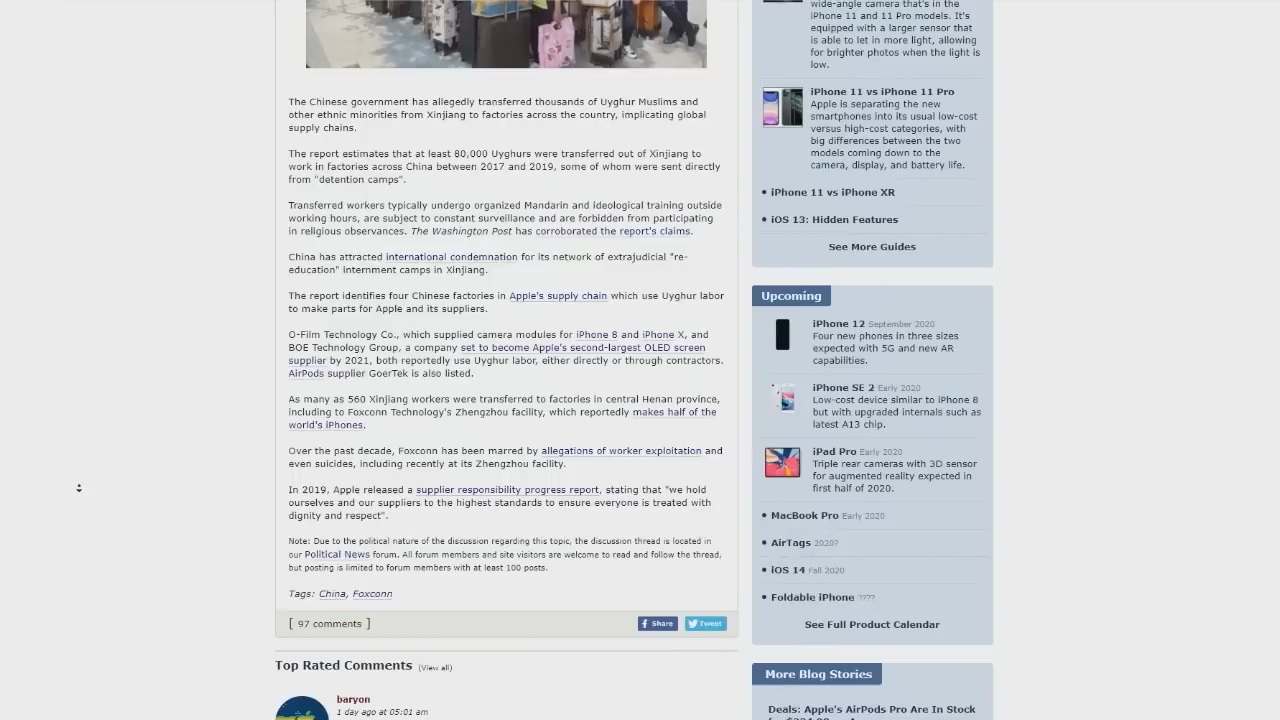 The Chinese government has allegedly transferred thousands of Uyghur Muslims and
other ethnic minorities from Xinjiang to factories across the country, implicating global
supply chains.
The report estimates that at least 80,000 Uyghurs were transferred out of Xinjiang to
work in factories across China between 2017 and 2019, some of whom were sent directly
from "detention camps".
Transferred workers typically undergo organized Mandarin and ideological training outside
working hours, are subject to constant surveillance and are forbidden from participating
in religious observances. The Washington Post has corroborated the report's claims.
China has attracted international condemnation for its network of extrajudicial "re-
education" internment camps in Xinjiang.
The report identifies four Chinese factories in Apple's supply chain which use Uyghur labor
to make parts for Apple and its suppliers.
O-Film Technology Co., which supplied camera modules for iPhone 8 and iPhone X, and
BOE Technology Group, a company set to become Apple's second-largest OLED screen
supplier by 2021, both reportedly use Uyghur labor, either directly or through contractors.
AirPods supplier GoerTek is also listed.
As many as 560 Xinjiang workers were transferred to factories in central Henan province,
including to Foxconn Technology's Zhengzhou facility, which reportedly makes half of the
world's iPhones.
Over the past decade, Foxconn has been marred by allegations of worker exploitation and
even suicides, including recently at its Zhengzhou facility.
In 2019, Apple released a supplier responsibility progress report, stating that "we hold
ourselves and our suppliers to the highest standards to ensure everyone is treated with
dignity and respect".
Note: Due to the political nature of the discussion regarding this topic, the discussion thread is located in
our Political News forum. All forum members and site visitors are welcome to read and follow the thread,
but posting is limited to forum members with at least 100 posts.
Tags: China, Foxconn
[ 97 comments ]
Share
Tweet
Top Rated Comments (View all)
baryon
1 day ago at 05:01 am
wide-angle camera that's in the
iPhone 11 and 11 Pro models. It's
equipped with a larger sensor that
is able to let in more light, allowing
for brighter photos when the light is
low.
iPhone 11 vs iPhone 11 Pro
Apple is separating the new
smartphones into its usual low-cost
versus high-cost categories, with
big differences between the two
models coming down to the
camera, display, and battery life.
• iPhone 11 vs iPhone XR
• iOS 13: Hidden Features
See More Guides
Upcoming
iPhone 12 September 2020
Four new phones in three sizes
expected with 5G and new AR
capabilities.
iPhone SE 2 Early 2020
Low-cost device similar to iPhone 8
but with upgraded internals such as
latest A13 chip.
iPad Pro Early 2020
Triple rear cameras with 3D sensor
for augmented reality expected in
first half of 2020.
• MacBook Pro Early 2020
• AirTags 2020?
• iOS 14 Fall 2020
• Foldable iPhone ????
See Full Product Calendar
More Blog Stories
Deals: Apple's AirPods Pro Are In Stock